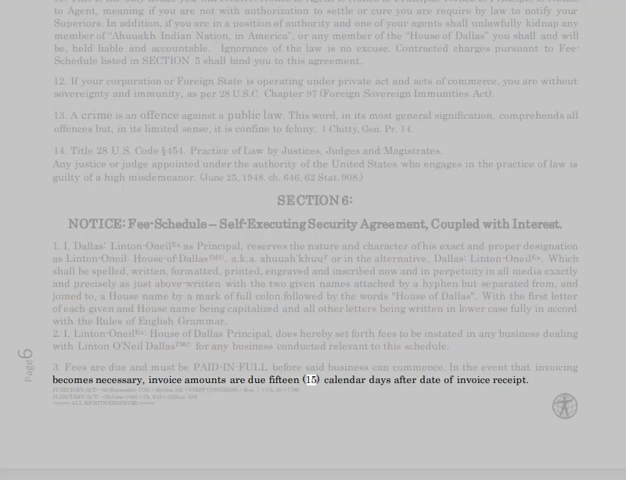 to Agent, meaning if you are not with authorization to settle or cure you are require by law to notify your
Superiors. In addition, if you are in a position of authority and one of your agents shall unlawfully kidnap any
member of "Ahuuakh Indian Nation, in America", or any member of the "House of Dallas" you shall and will
be, held liable and accountable. Ignorance of the law is no excuse. Contracted charges pursuant to Fee-
Schedule listed in SECTION 5 shall bind you to this agreement.
12. If your corporation or Foreign State is operating under private act and acts of commerce, you are without
sovereignty and immunity, as per 28 U.S.C. Chapter 97 (Foreign Sovereign Immunities Act).
13. A crime is an offence against a public law. This word, in its most general signification, comprehends all
offences but, in its limited sense, it is confine to felony. 1 Chitty, Gen. Pr. 14.
14. Title 28 U.S. Code §454. Practice of Law by Justices, Judges and Magistrates.
Any justice or judge appointed under the authority of the United States who engages in the practice of law is
guilty of a high misdemeanor. (June 25, 1948, ch. 646, 62 Stat. 908.)
SECTION 6:
NOTICE: Fee-Schedule – Self-Executing Security Agreement, Coupled with Interest.
1. I, Dallas: Linton-Oneil as Principal, reserves the nature and character of his exact and proper designation
as Linton-Oneil: House-of-Dallas, a.k.a. ahuuah'khuu or in the alternative, Dallas: Linton-Oneil. Which
shall be spelled, written, formatted, printed, engraved and inscribed now and in perpetuity in all media exactly
and precisely as just above-written with the two given names attached by a hyphen but separated from, and
joined to, a House name by a mark of full colon followed by the words "House of Dallas". With the first letter
of each given and House name being capitalized and all other letters being written in lower case fully in accord
with the Rules of English Grammar.
2. I, Linton-Oneil: House of Dallas Principal, does hereby set forth fees to be instated in any business dealing
with Linton O'Neil Dallas for any business conducted relevant to this schedule.
3. Fees are due and must be PAID-IN-FULL before said business can commence. In the event that invoicing
becomes necessary, invoice amounts are due fifteen (15) calendar days after date of invoice receipt.
Page 6